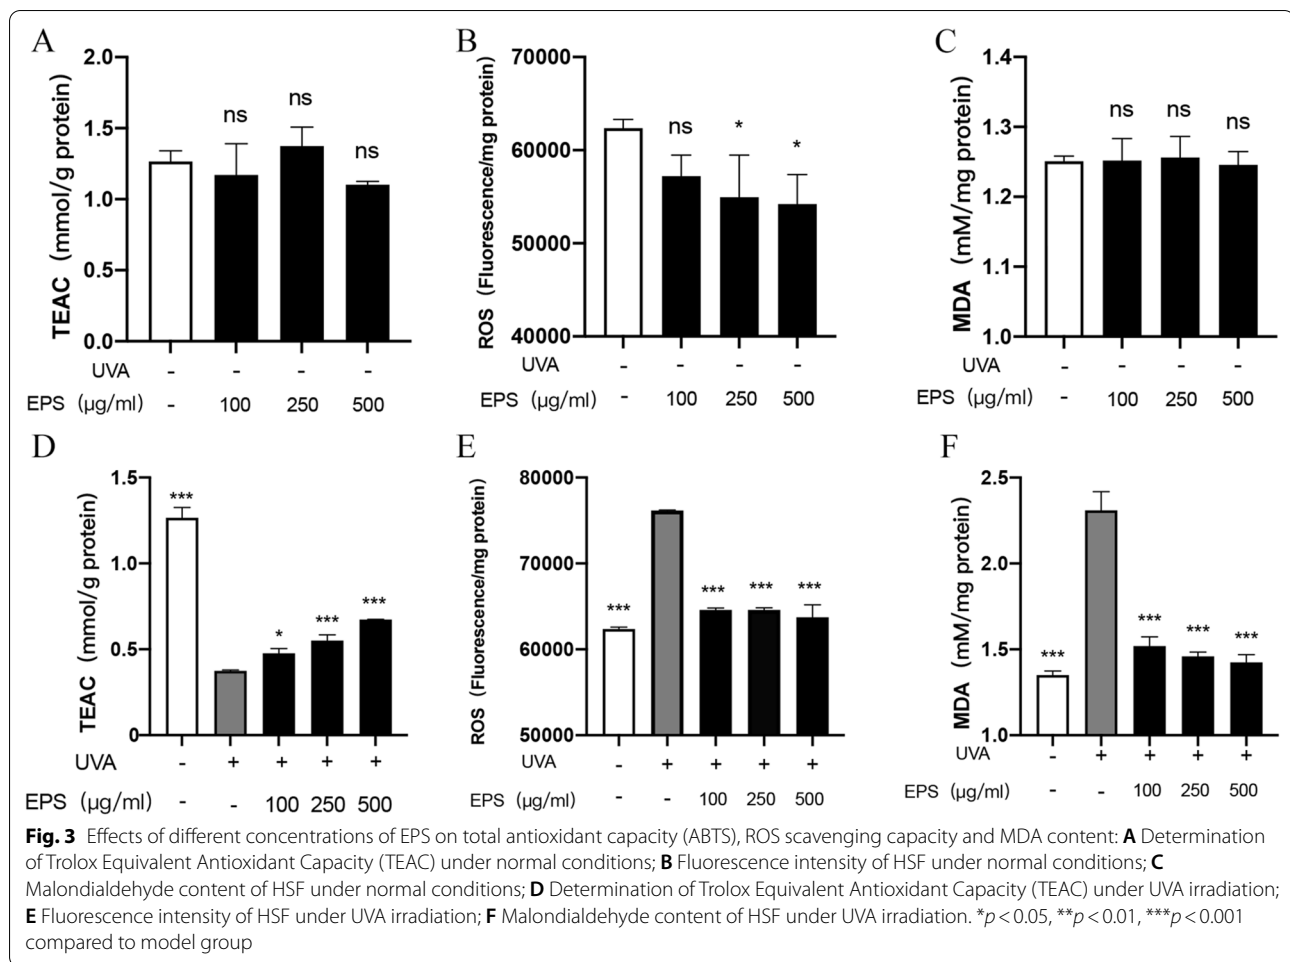 A
TEAC (mmol/g protein)
2.0
1.5
1.0
0.5
0.0
ns
ns
ns
UVA - - - -
EPS (μg/ml) - 100 250 500
B
ROS (Fluorescence/mg protein)
70000
60000
50000
40000
ns
*
*
UVA - - - -
EPS (μg/ml) - 100 250 500
C
MDA (mM/mg protein)
1.4
1.3
1.2
1.1
1.0
ns
ns
ns
UVA - - - -
EPS (μg/ml) - 100 250 500
D
TEAC (mmol/g protein)
1.5
1.0
0.5
0
***
*
***
***
UVA - + + + +
EPS (μg/ml) - - 100 250 500
E
ROS (Fluorescence/mg protein)
80000
70000
60000
50000
***
***
***
***
UVA - + + + +
EPS (μg/ml) - - 100 250 500
F
MDA (mM/mg protein)
2.5
2.0
1.5
1.0
***
***
***
***
UVA - + + + +
EPS (μg/ml) - - 100 250 500
Fig. 3 Effects of different concentrations of EPS on total antioxidant capacity (ABTS), ROS scavenging capacity and MDA content: A Determination
of Trolox Equivalent Antioxidant Capacity (TEAC) under normal conditions; B Fluorescence intensity of HSF under normal conditions; C
Malondialdehyde content of HSF under normal conditions; D Determination of Trolox Equivalent Antioxidant Capacity (TEAC) under UVA irradiation;
E Fluorescence intensity of HSF under UVA irradiation; F Malondialdehyde content of HSF under UVA irradiation. *p < 0.05, **p < 0.01, ***p < 0.001
compared to model group